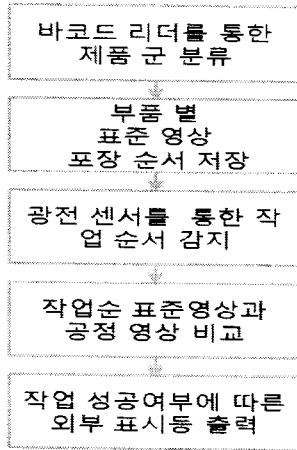 바코드 리더를 통한
제품 군 분류
부품 별
표준 영상
포장 순서 저장
광전 센서를 통한 작
업 순서 감지
작업순 표준영상과
공정 영상 비교
작업 성공여부에 따른
외부 표시동 출력